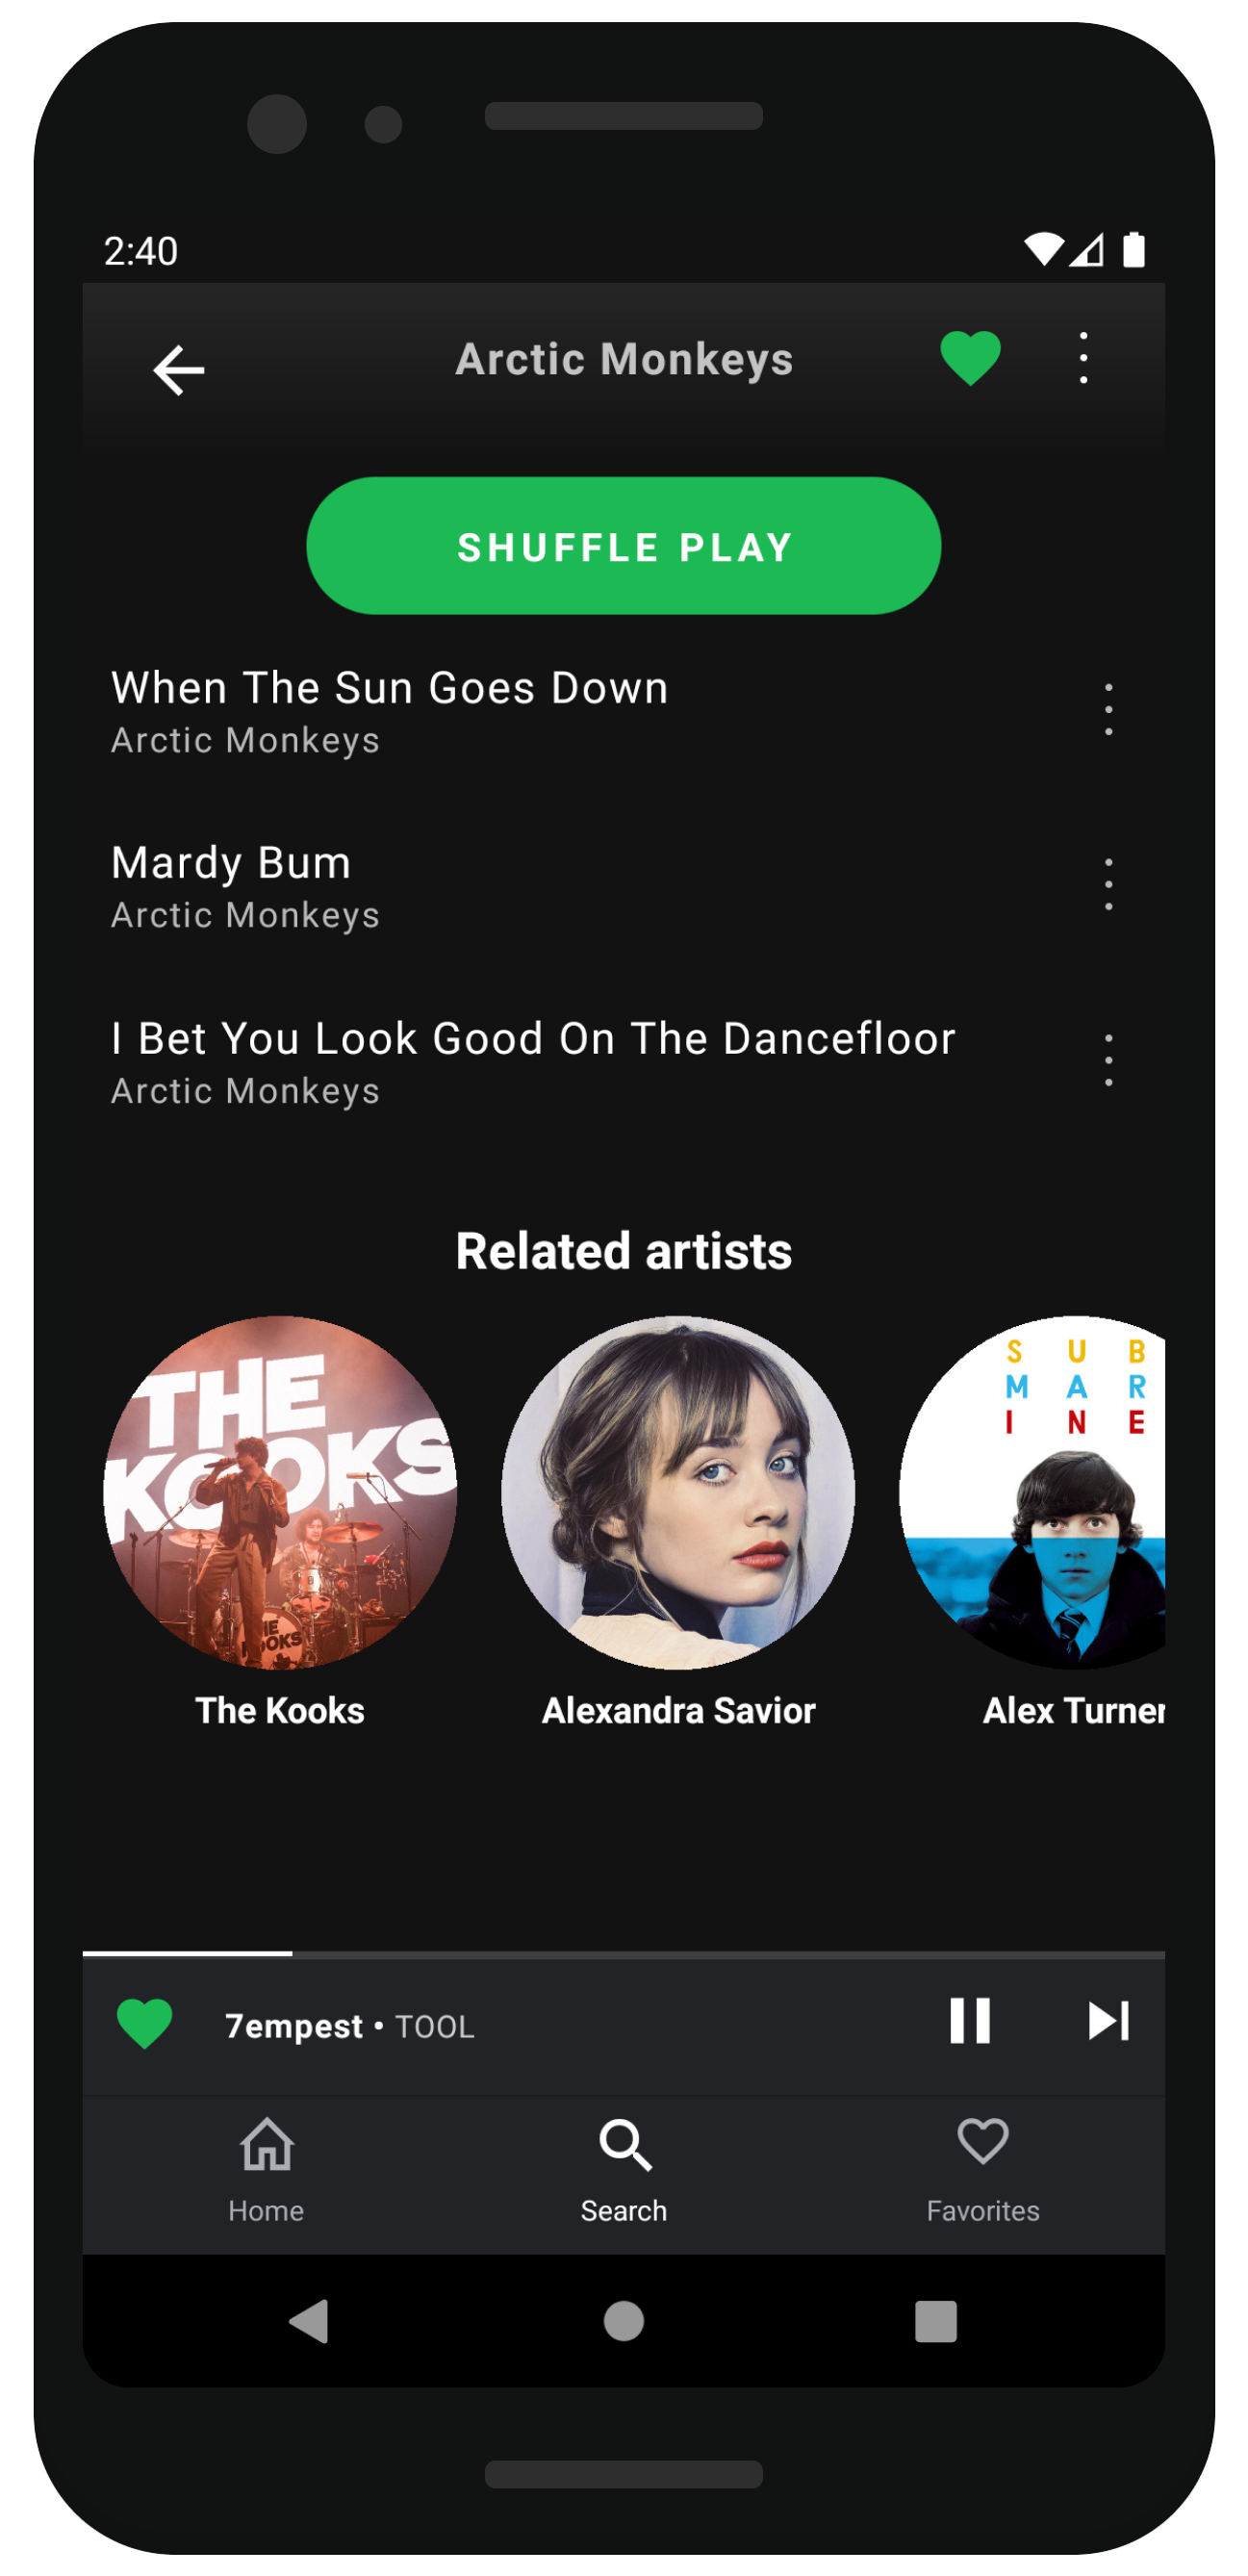 2:40
Arctic Monkeys
SHUFFLE PLAY
When The Sun Goes Down
Arctic Monkeys
Mardy Bum
Arctic Monkeys
I Bet You Look Good On The Dancefloor
Arctic Monkeys
Related artists
THE
KOOKS
THE
KOOKS
S U B
M A R
I N E
The Kooks
Alexandra Savior
Alex Turner
7empest • TOOL
Home
Search
Favorites